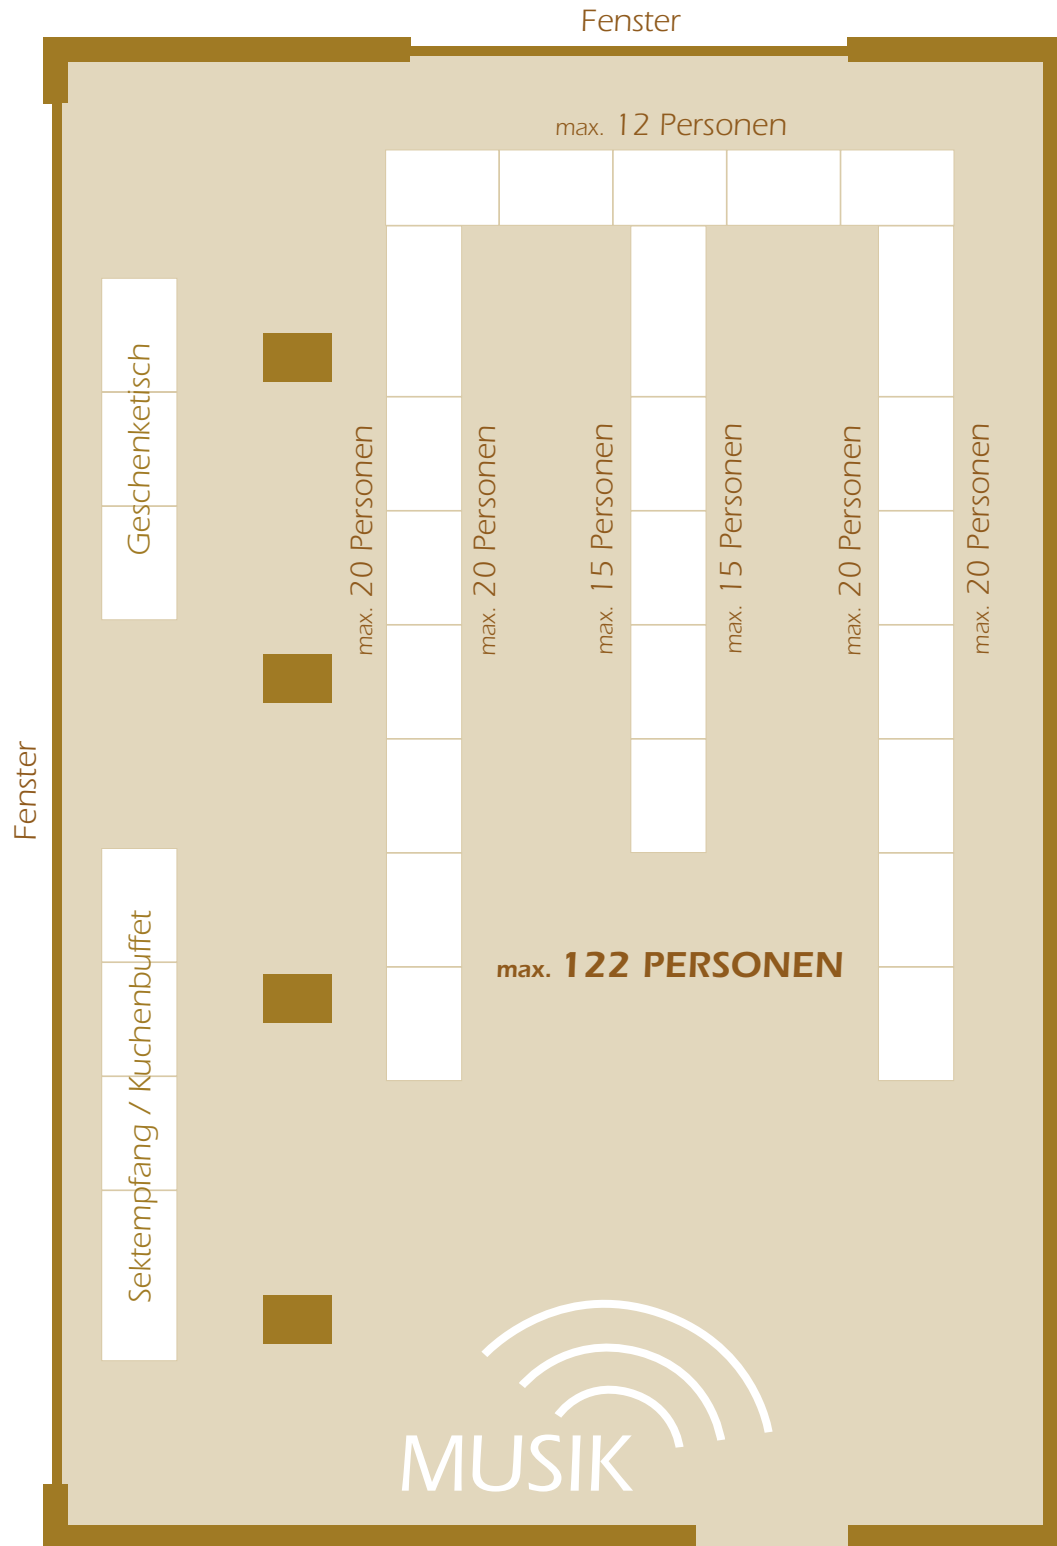 Fenster
max. 12 Personen
Geschenketisch
max. 20 Personen
max. 20 Personen
max. 15 Personen
max. 15 Personen
max. 20 Personen
max. 20 Personen
Fenster
Sektempfang / Kuchenbuffet
max. 122 PERSONEN
MUSIK